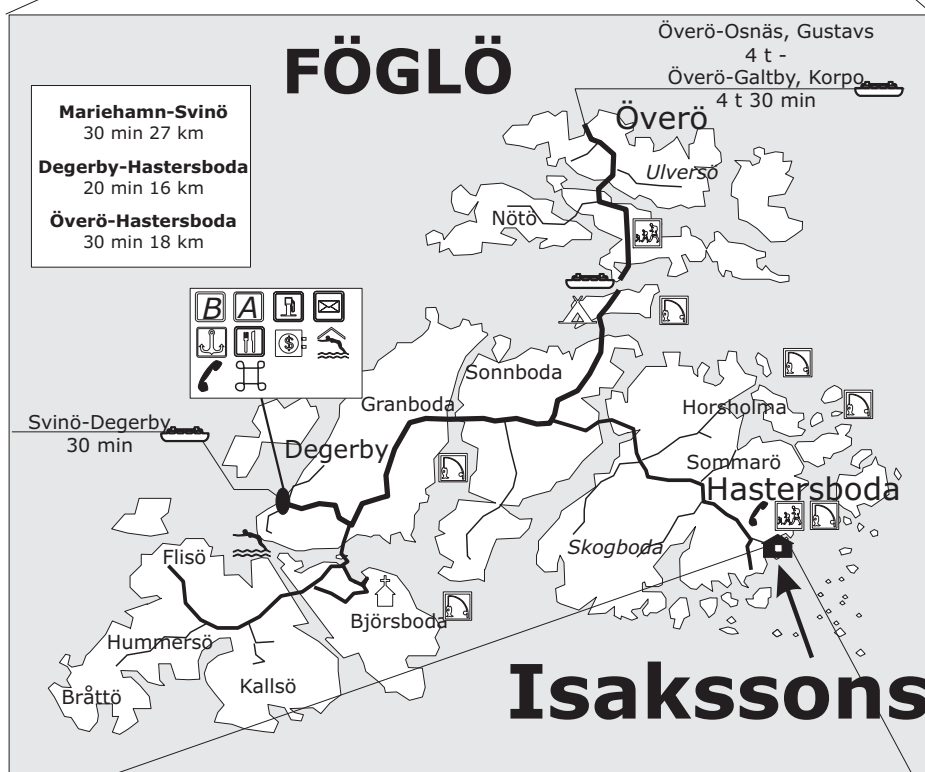 FÖGLÖ
Överö-Osnäs, Gustavs
4 t -
Överö-Galtby, Korpo
4 t 30 min
Mariehamn-Svinö
30 min 27 km
Degerby-Hastersboda
20 min 16 km
Överö-Hastersboda
30 min 18 km
Överö
Ulversö
Nötö
B A
$
Sonnboda
Granboda
Horsholma
Svinö-Degerby
30 min
Degerby
Sommarö
Hastersboda
Skogboda
Flisö
Björsboda
Hummersö
Kallsö
Bråttö
Isakssons